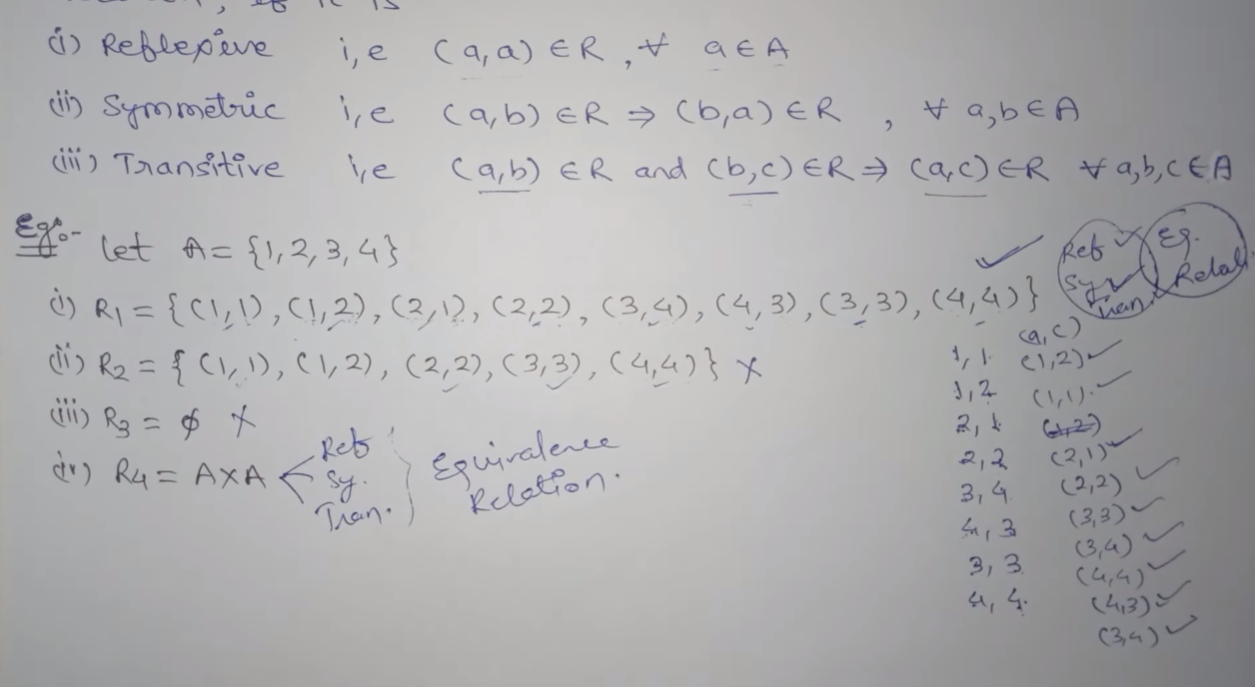 (i) Reflexive i,e (a,a) ∈ R , ∀ a ∈ A
(ii) Symmetric i,e (a,b) ∈ R ⇒ (b,a) ∈ R , ∀ a,b ∈ A
(iii) Transitive i,e (a,b) ∈ R and (b,c) ∈ R ⇒ (a,c) ∈ R ∀ a,b,c ∈ A
Eg:- let A = {1,2,3,4}
(i) R1 = {(1,1), (1,2), (2,1), (2,2), (3,4), (4,3), (3,3), (4,4)} ✓
(ii) R2 = {(1,1), (1,2), (2,2), (3,3), (4,4)} ×
(iii) R3 = ϕ ×
(iv) R4 = A×A
Ref
Sy.
Tran.
Equivalence
Relation.
Ref ✓
Sy ✓
Tran.
Eq.
Relat.
(a,c)
1,1 (1,2) ✓
1,2 (1,1). ✓
2,1
2,2 (2,1) ✓
3,4 (2,2) ✓
4,3 (3,3) ✓
3,3 (3,4) ✓
4,4. (4,4) ✓
(4,3) ✓
(3,4) ✓